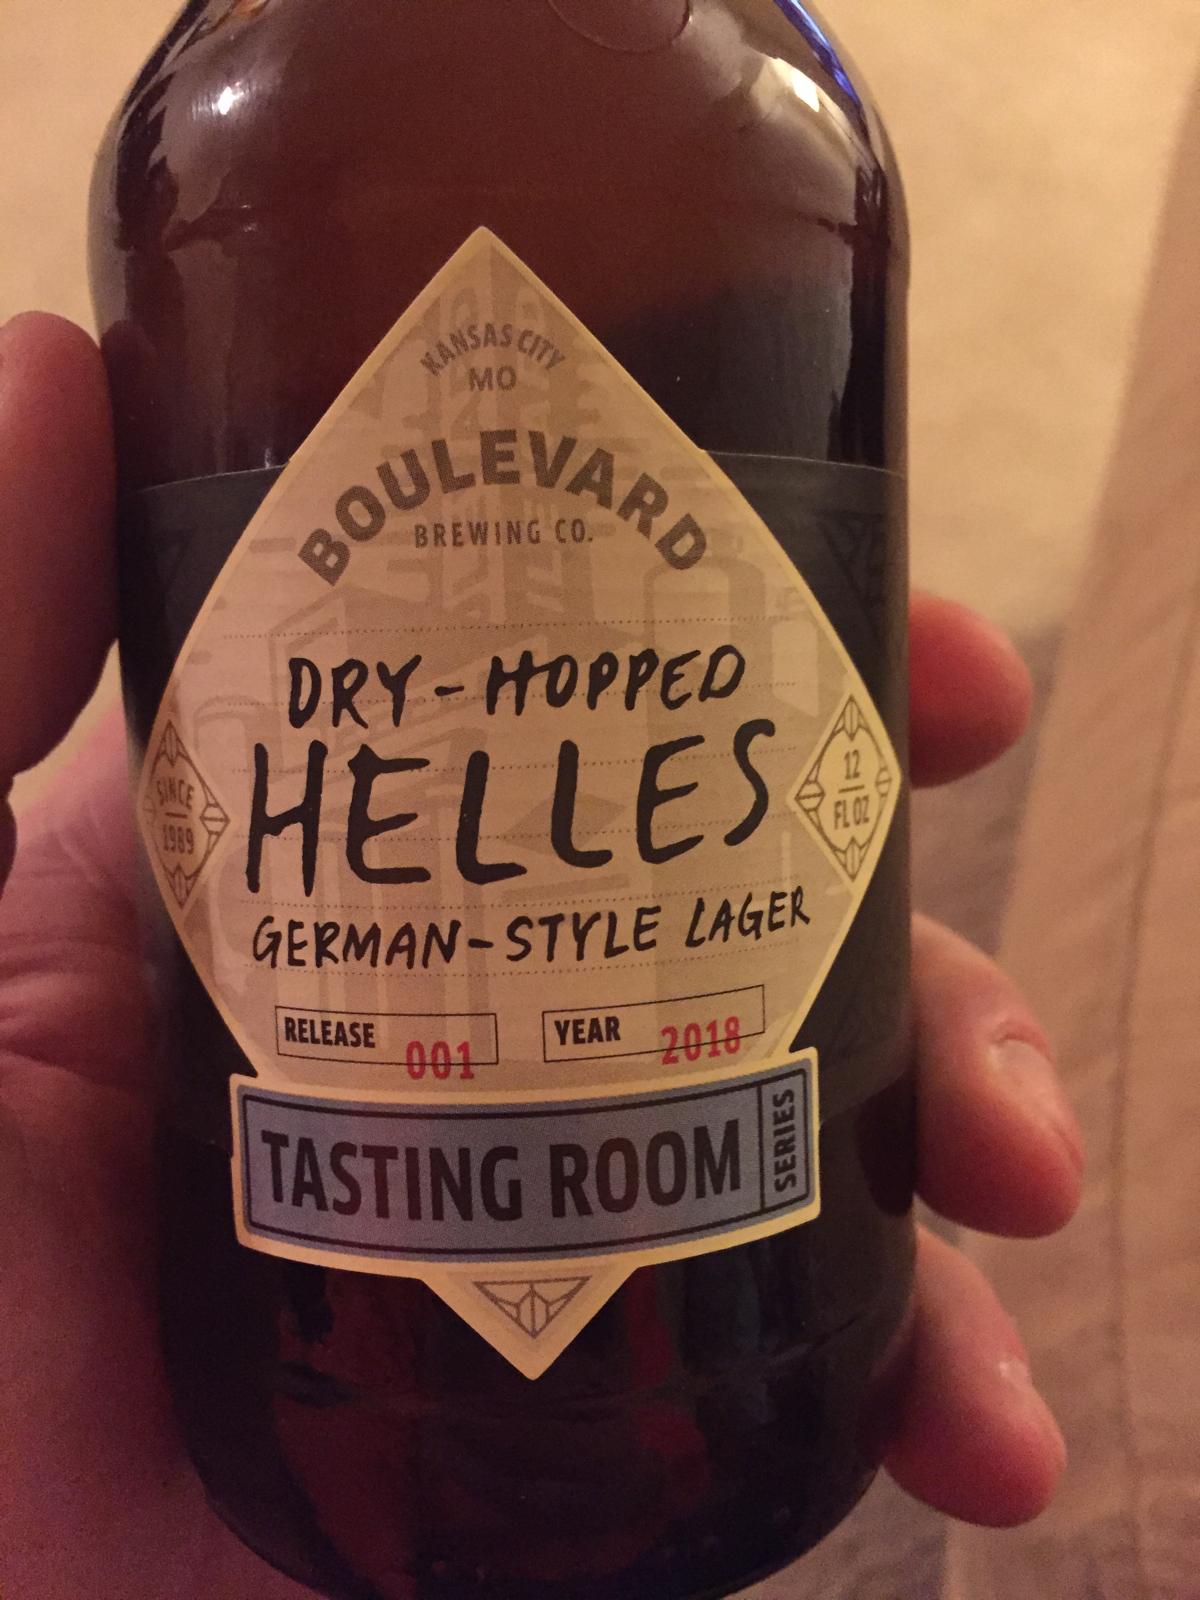 KANSAS CITY
MO
BOULEVARD
BREWING CO.
DRY-HOPPED
HELLES
GERMAN-STYLE LAGER
SINCE
1989
12
FL OZ
RELEASE 001
YEAR 2018
TASTING ROOM
SERIES